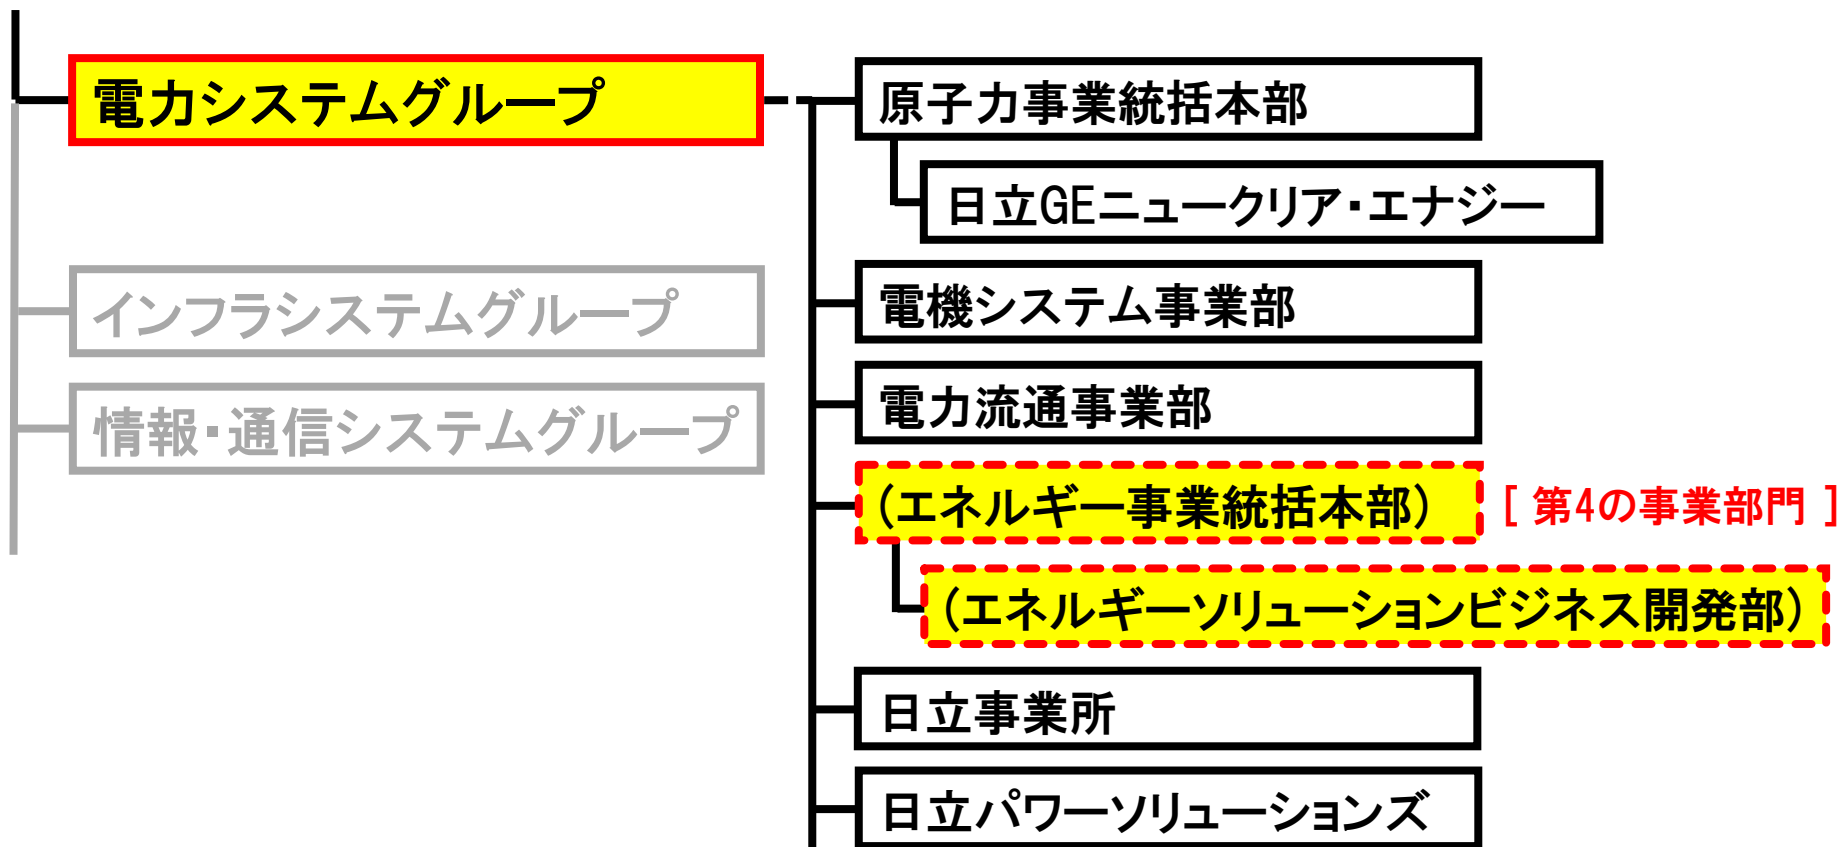 電力システムグループ
インフラシステムグループ
情報・通信システムグループ
原子力事業統括本部
日立GEニュークリア・エナジー
電機システム事業部
電力流通事業部
(エネルギー事業統括本部)
[ 第4の事業部門 ]
(エネルギーソリューションビジネス開発部)
日立事業所
日立パワーソリューションズ